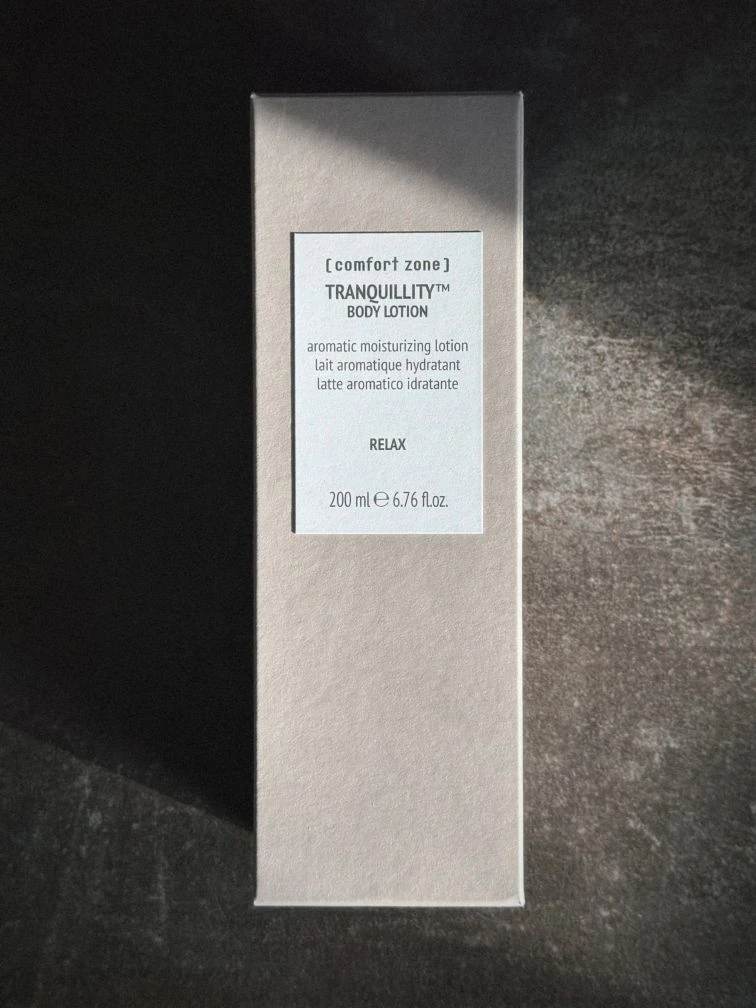 [comfort zone]
TRANQUILLITY™
BODY LOTION
aromatic moisturizing lotion
lait aromatique hydratant
latte aromatico idratante
RELAX
200 ml ℮ 6.76 fl.oz.